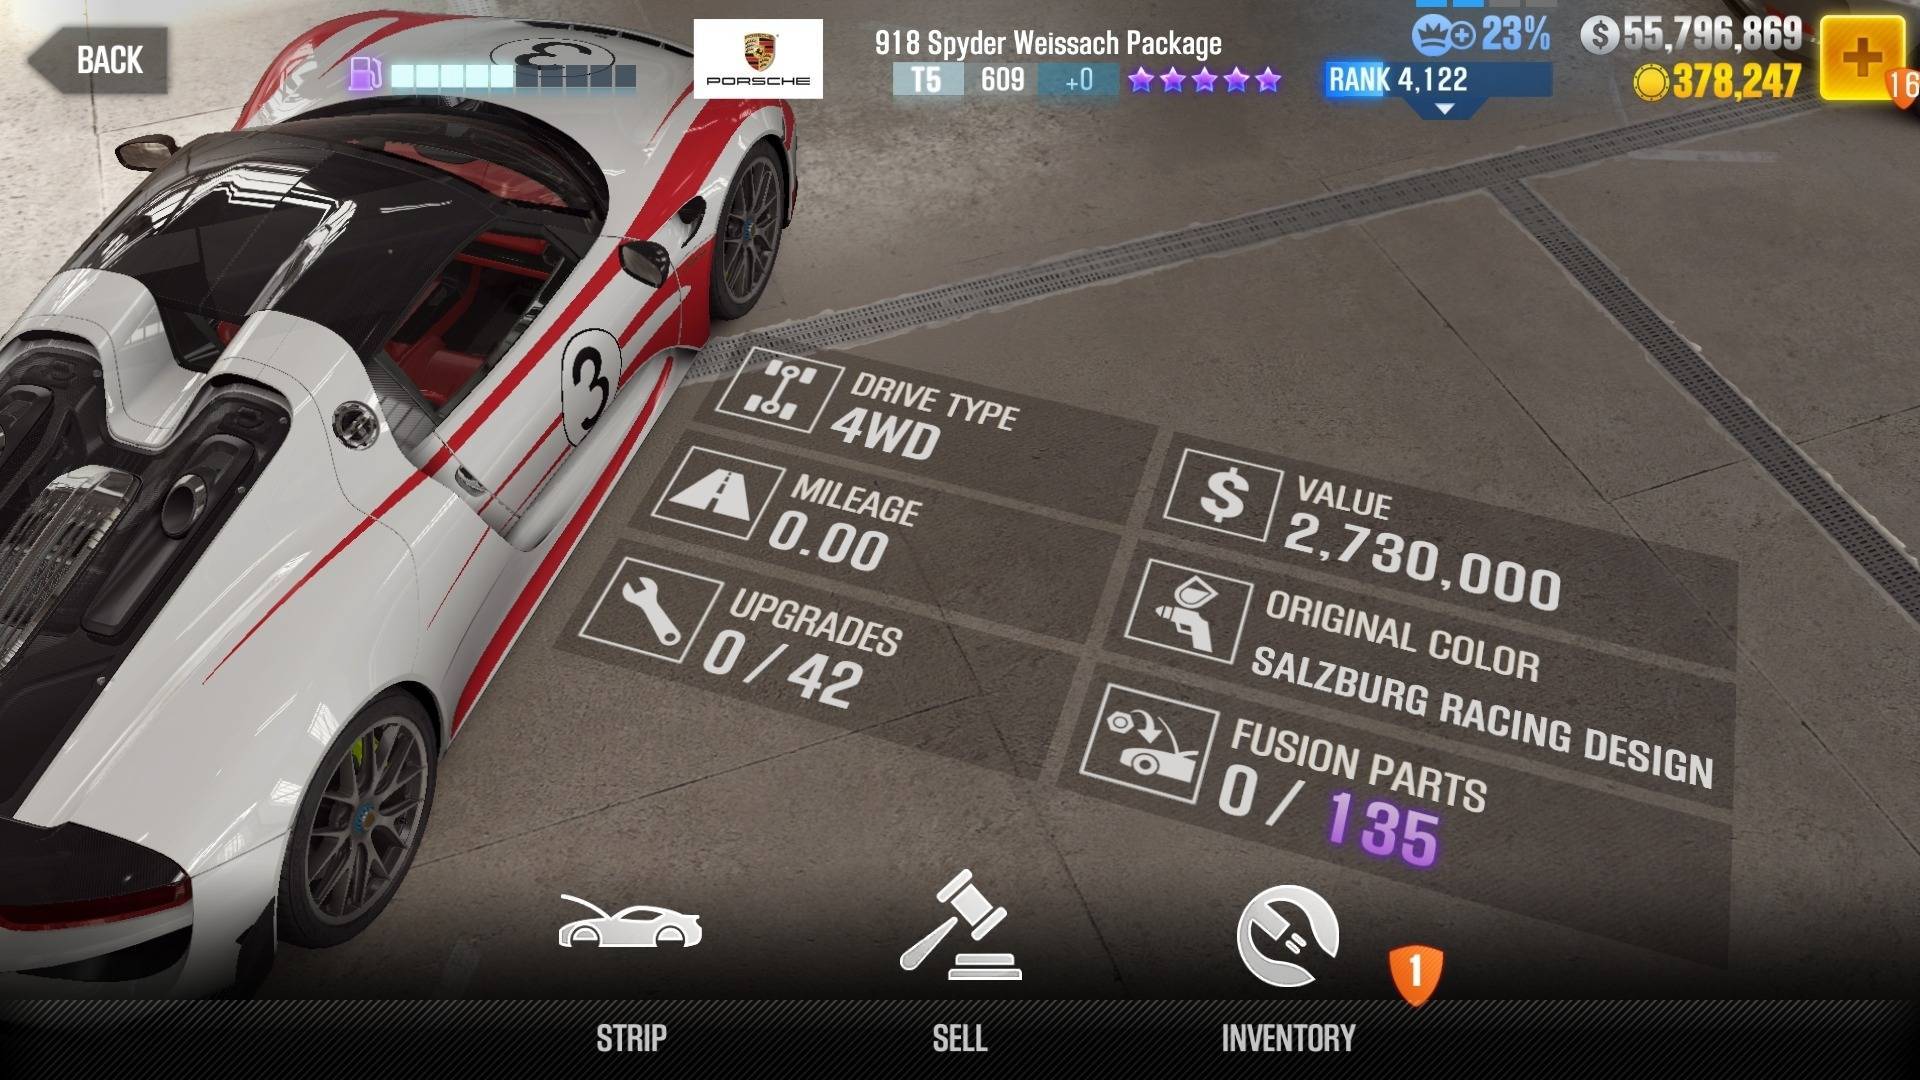 BACK
PORSCHE
918 Spyder Weissach Package
T5 609 +0
23%
RANK 4,122
55,796,869
378,247
16
3
3
DRIVE TYPE
4WD
MILEAGE
0.00
UPGRADES
0 / 42
$ VALUE
2,730,000
ORIGINAL COLOR
SALZBURG RACING DESIGN
FUSION PARTS
0 / 135
1
STRIP
SELL
INVENTORY